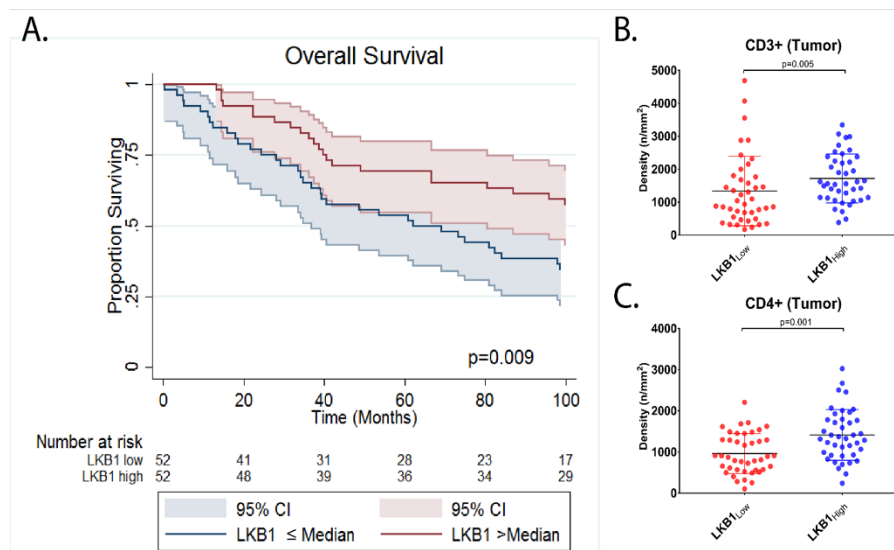 A.
Overall Survival
Proportion Surviving
1
.75
.5
.25
0
p=0.009
0 20 40 60 80 100
Time (Months)
Number at risk
LKB1 low 52 41 31 28 23 17
LKB1 high 52 48 39 36 34 29
95% CI 95% CI
LKB1 ≤ Median LKB1 >Median
B.
CD3+ (Tumor)
p=0.005
Density (n/mm²)
5000
4000
3000
2000
1000
0
LKB1Low LKB1High
C.
CD4+ (Tumor)
p=0.001
Density (n/mm²)
4000
3000
2000
1000
0
LKB1Low LKB1High